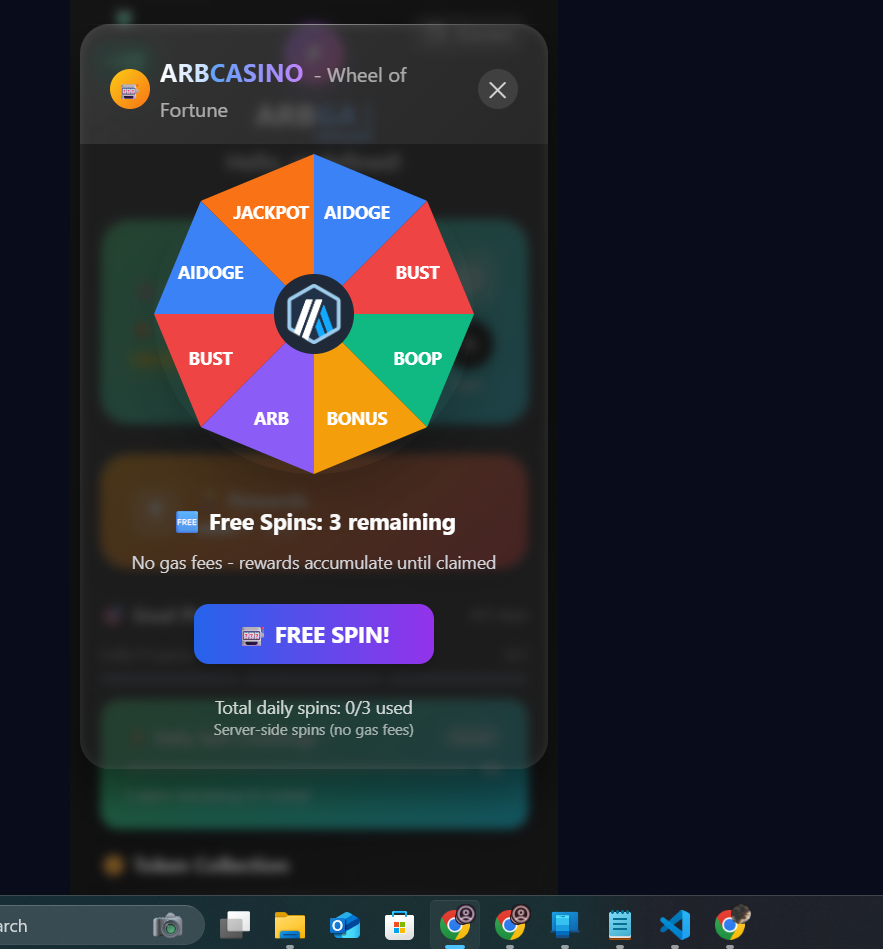 ARBCASINO - Wheel of
Fortune
JACKPOT AIDOGE
AIDOGE BUST
BUST BOOP
ARB BONUS
FREE Free Spins: 3 remaining
No gas fees - rewards accumulate until claimed
FREE SPIN!
Total daily spins: 0/3 used
Server-side spins (no gas fees)
Token Collection
arch